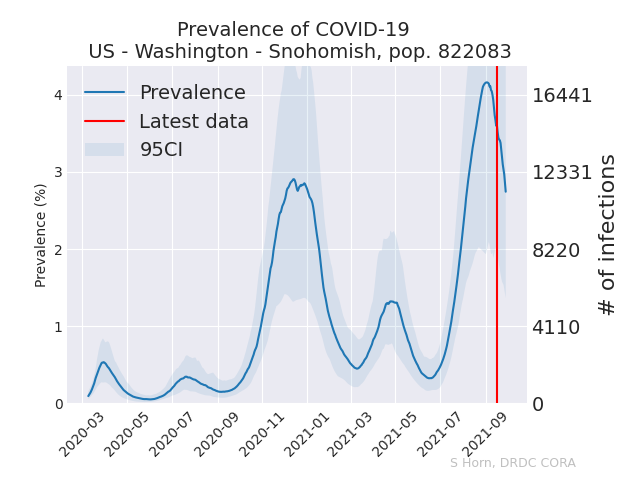 Prevalence of COVID-19
US - Washington - Snohomish, pop. 822083
Prevalence
Latest data
95CI
Prevalence (%)
4
3
2
1
0
16441
12331
8220
4110
0
# of infections
2020-03
2020-05
2020-07
2020-09
2020-11
2021-01
2021-03
2021-05
2021-07
2021-09
S Horn, DRDC CORA